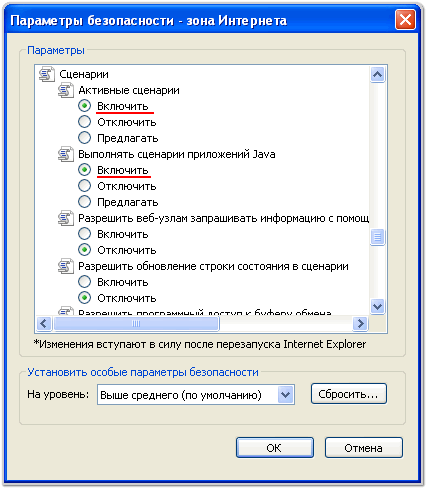 Параметры безопасности - зона Интернета
Параметры
Сценарии
Активные сценарии
Включить
Отключить
Предлагать
Выполнять сценарии приложений Java
Включить
Отключить
Предлагать
Разрешить веб-узлам запрашивать информацию с помощ
Включить
Отключить
Разрешить обновление строки состояния в сценарии
Включить
Отключить
Разрешить программный доступ к буферу обмена
*Изменения вступают в силу после перезапуска Internet Explorer
Установить особые параметры безопасности
На уровень: Выше среднего (по умолчанию) Сбросить...
ОК Отмена